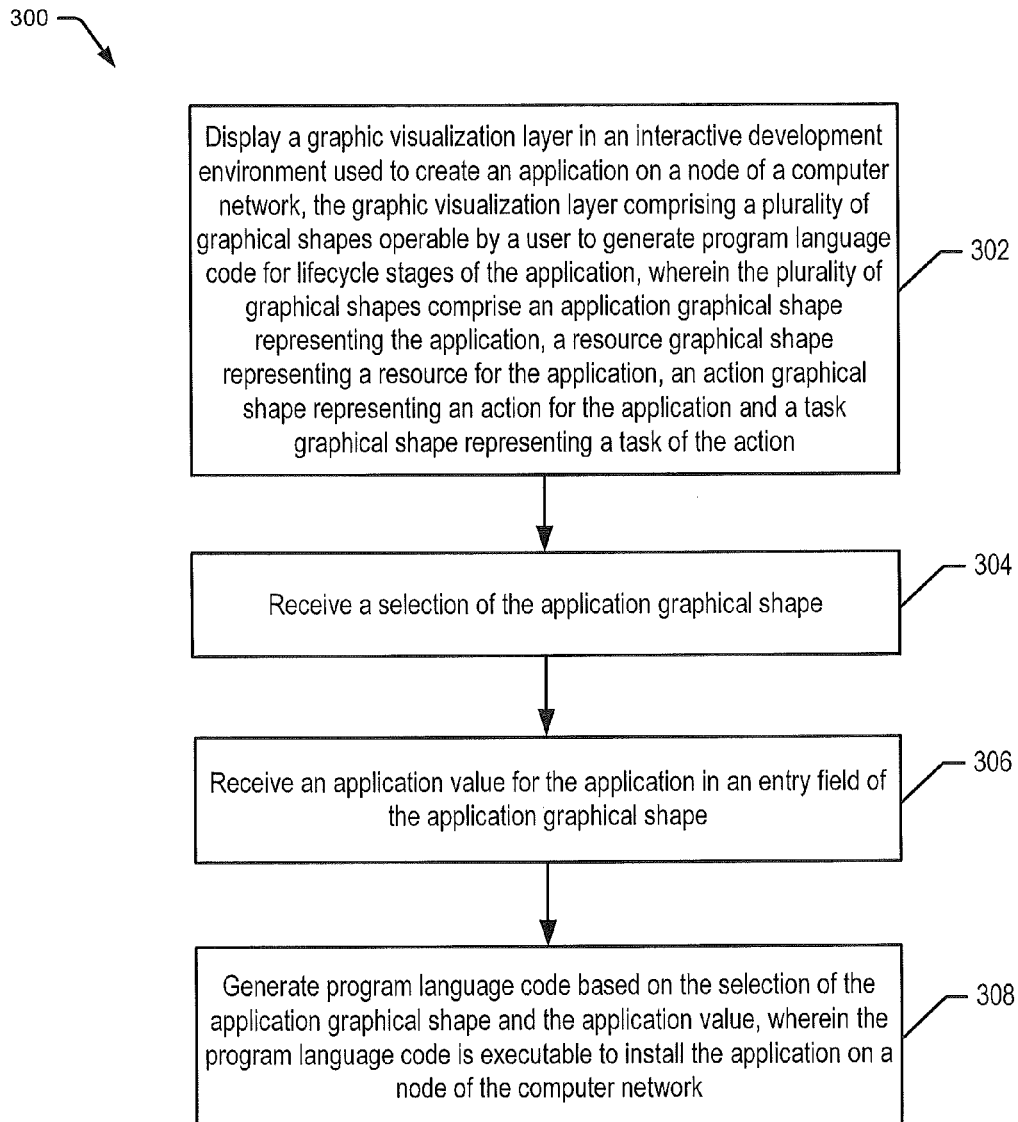 300
Display a graphic visualization layer in an interactive development
environment used to create an application on a node of a computer
network, the graphic visualization layer comprising a plurality of
graphical shapes operable by a user to generate program language
code for lifecycle stages of the application, wherein the plurality of
graphical shapes comprise an application graphical shape
representing the application, a resource graphical shape
representing a resource for the application, an action graphical
shape representing an action for the application and a task
graphical shape representing a task of the action
302
Receive a selection of the application graphical shape
304
Receive an application value for the application in an entry field of
the application graphical shape
306
Generate program language code based on the selection of the
application graphical shape and the application value, wherein the
program language code is executable to install the application on a
node of the computer network
308